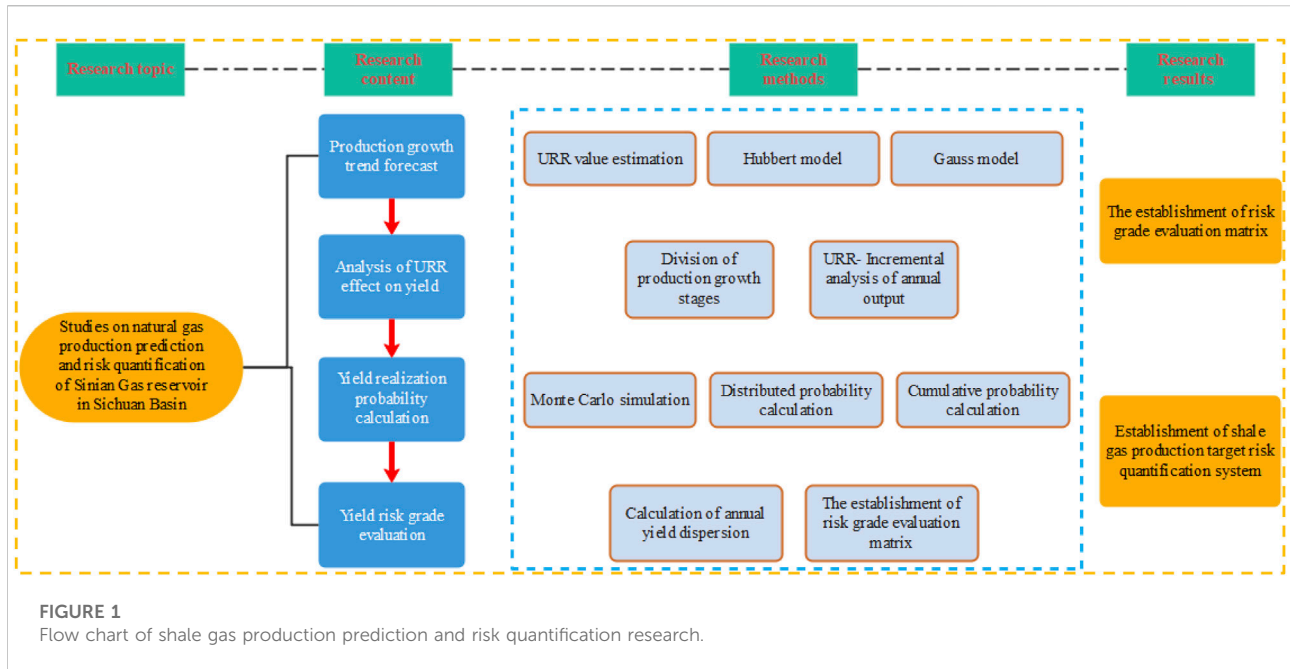 Research topic
Research
content
Research
methods
Research
results
Production growth
trend forecast
Analysis of URR
effect on yield
Yield realization
probability
calculation
Yield risk grade
evaluation
Studies on natural gas
production prediction
and risk quantification
of Sinian Gas reservoir
in Sichuan Basin
URR value estimation
Hubbert model
Gauss model
Division of
production growth
stages
URR- Incremental
analysis of annual
output
Monte Carlo simulation
Distributed probability
calculation
Cumulative probability
calculation
Calculation of annual
yield dispersion
The establishment of
risk grade evaluation
matrix
The establishment of risk
grade evaluation matrix
Establishment of shale
gas production target risk
quantification system
FIGURE 1
Flow chart of shale gas production prediction and risk quantification research.